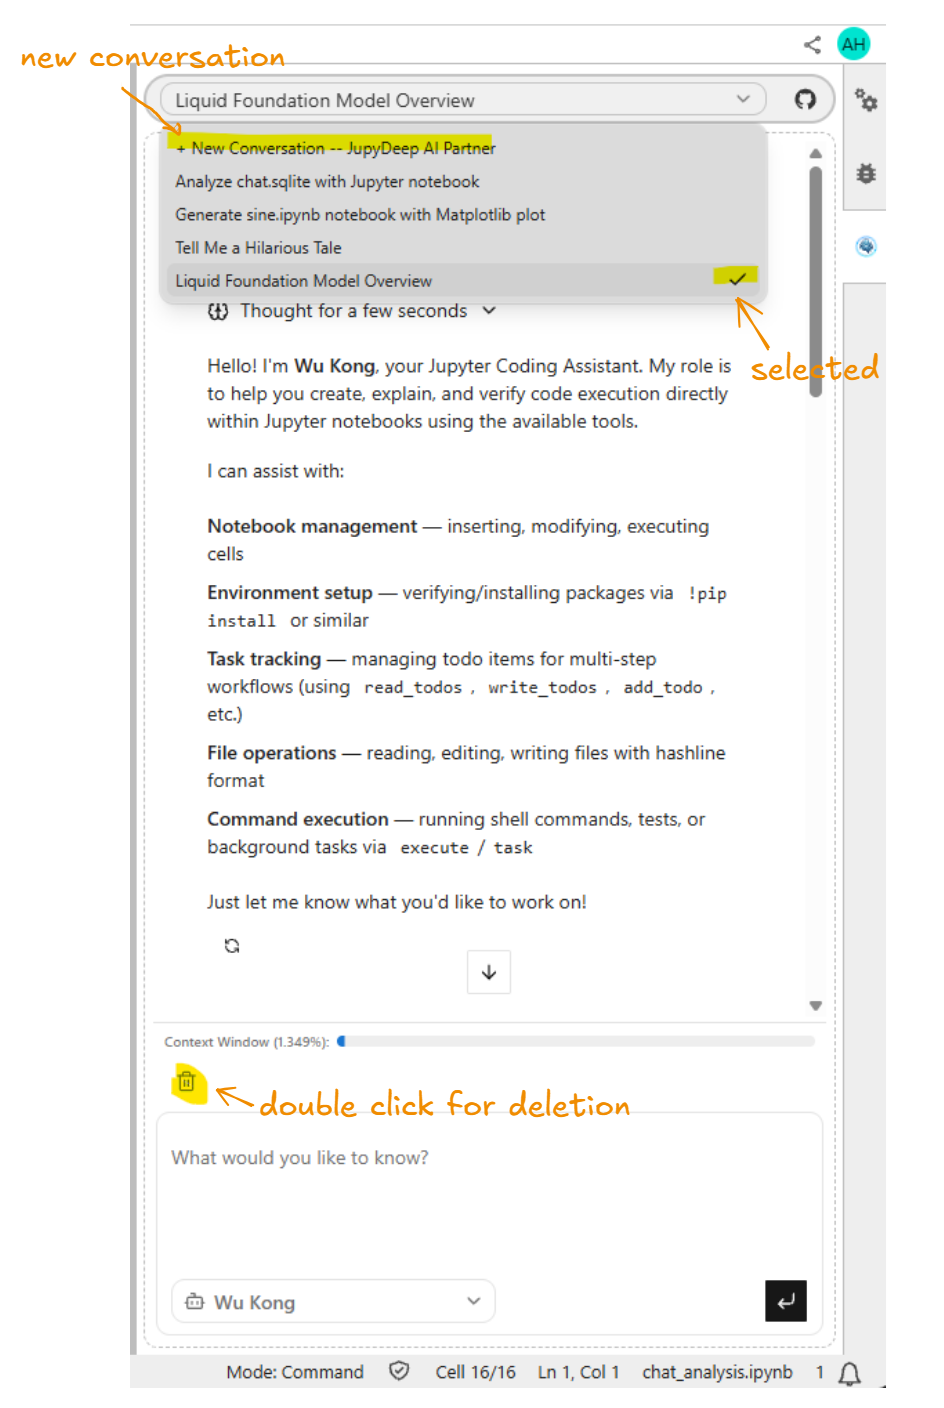 new conversation
AH
Liquid Foundation Model Overview
+ New Conversation -- JupyDeep AI Partner
Analyze chat.sqlite with Jupyter notebook
Generate sine.ipynb notebook with Matplotlib plot
Tell Me a Hilarious Tale
Liquid Foundation Model Overview
Thought for a few seconds
selected
Hello! I'm Wu Kong, your Jupyter Coding Assistant. My role is
to help you create, explain, and verify code execution directly
within Jupyter notebooks using the available tools.
I can assist with:
Notebook management — inserting, modifying, executing
cells
Environment setup — verifying/installing packages via !pip
install or similar
Task tracking — managing todo items for multi-step
workflows (using read_todos , write_todos , add_todo ,
etc.)
File operations — reading, editing, writing files with hashline
format
Command execution — running shell commands, tests, or
background tasks via execute / task
Just let me know what you'd like to work on!
Context Window (1.349%):
double click for deletion
What would you like to know?
Wu Kong
Mode: Command Cell 16/16 Ln 1, Col 1 chat_analysis.ipynb 1